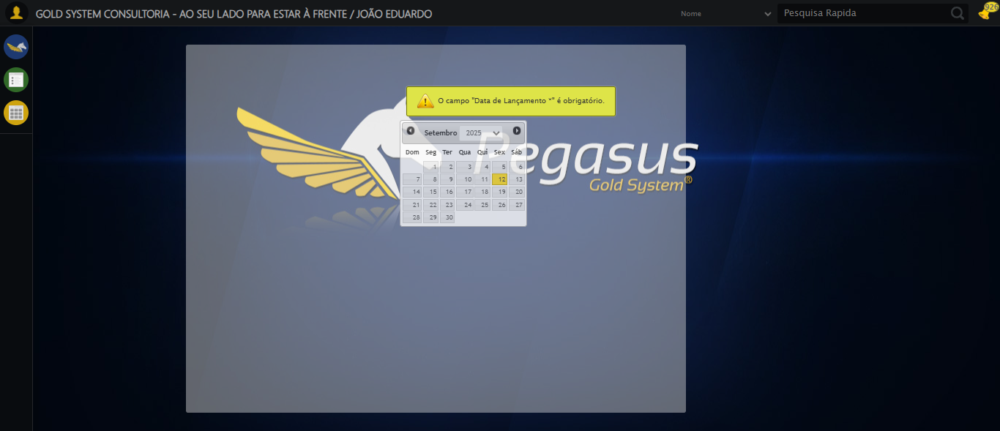 GOLD SYSTEM CONSULTORIA - AO SEU LADO PARA ESTAR À FRENTE / JOÃO EDUARDO
Nome
Pesquisa Rapida
926
O campo "Data de Lançamento *" é obrigatório.
Setembro 2025
Dom Seg Ter Qua Qui Sex Sáb
1 2 3 4 5 6
7 8 9 10 11 12 13
14 15 16 17 18 19 20
21 22 23 24 25 26 27
28 29 30
Pegasus
Gold System®